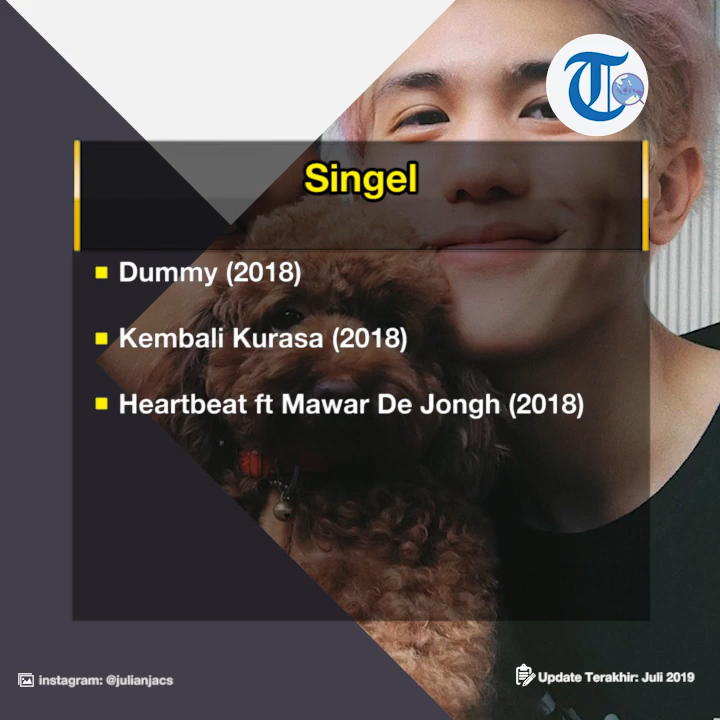 Singel
Dummy (2018)
Kembali Kurasa (2018)
Heartbeat ft Mawar De Jongh (2018)
instagram: @julianjacs
Update Terakhir: Juli 2019